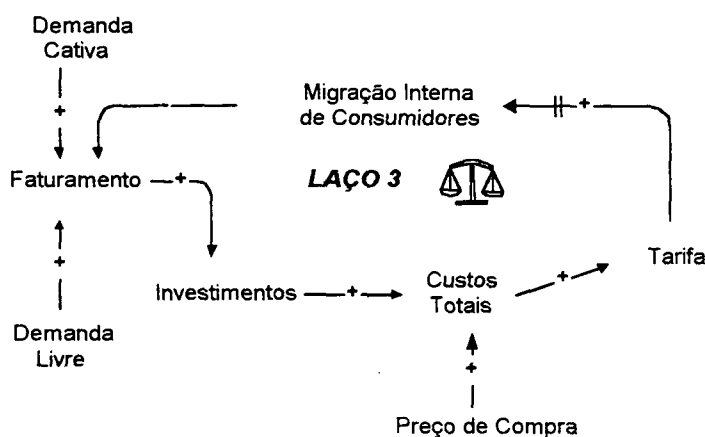 Demanda
Cativa
+
Migração Interna
de Consumidores
+
Faturamento
+
LAÇO 3
+
Tarifa
Investimentos
+
Custos
Totais
+
Demanda
Livre
+
Preço de Compra